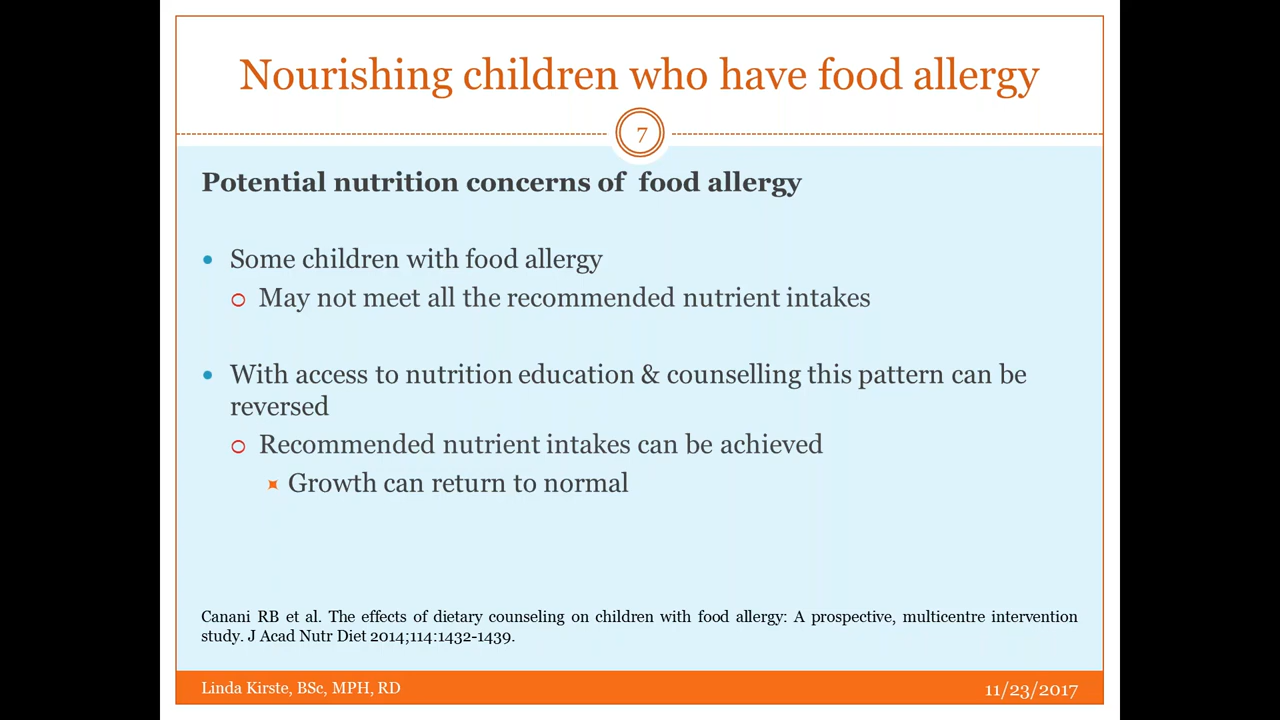 Nourishing children who have food allergy
7
Potential nutrition concerns of food allergy
Some children with food allergy
May not meet all the recommended nutrient intakes
With access to nutrition education & counselling this pattern can be
reversed
Recommended nutrient intakes can be achieved
Growth can return to normal
Canani RB et al. The effects of dietary counseling on children with food allergy: A prospective, multicentre intervention
study. J Acad Nutr Diet 2014;114:1432-1439.
Linda Kirste, BSc, MPH, RD
11/23/2017